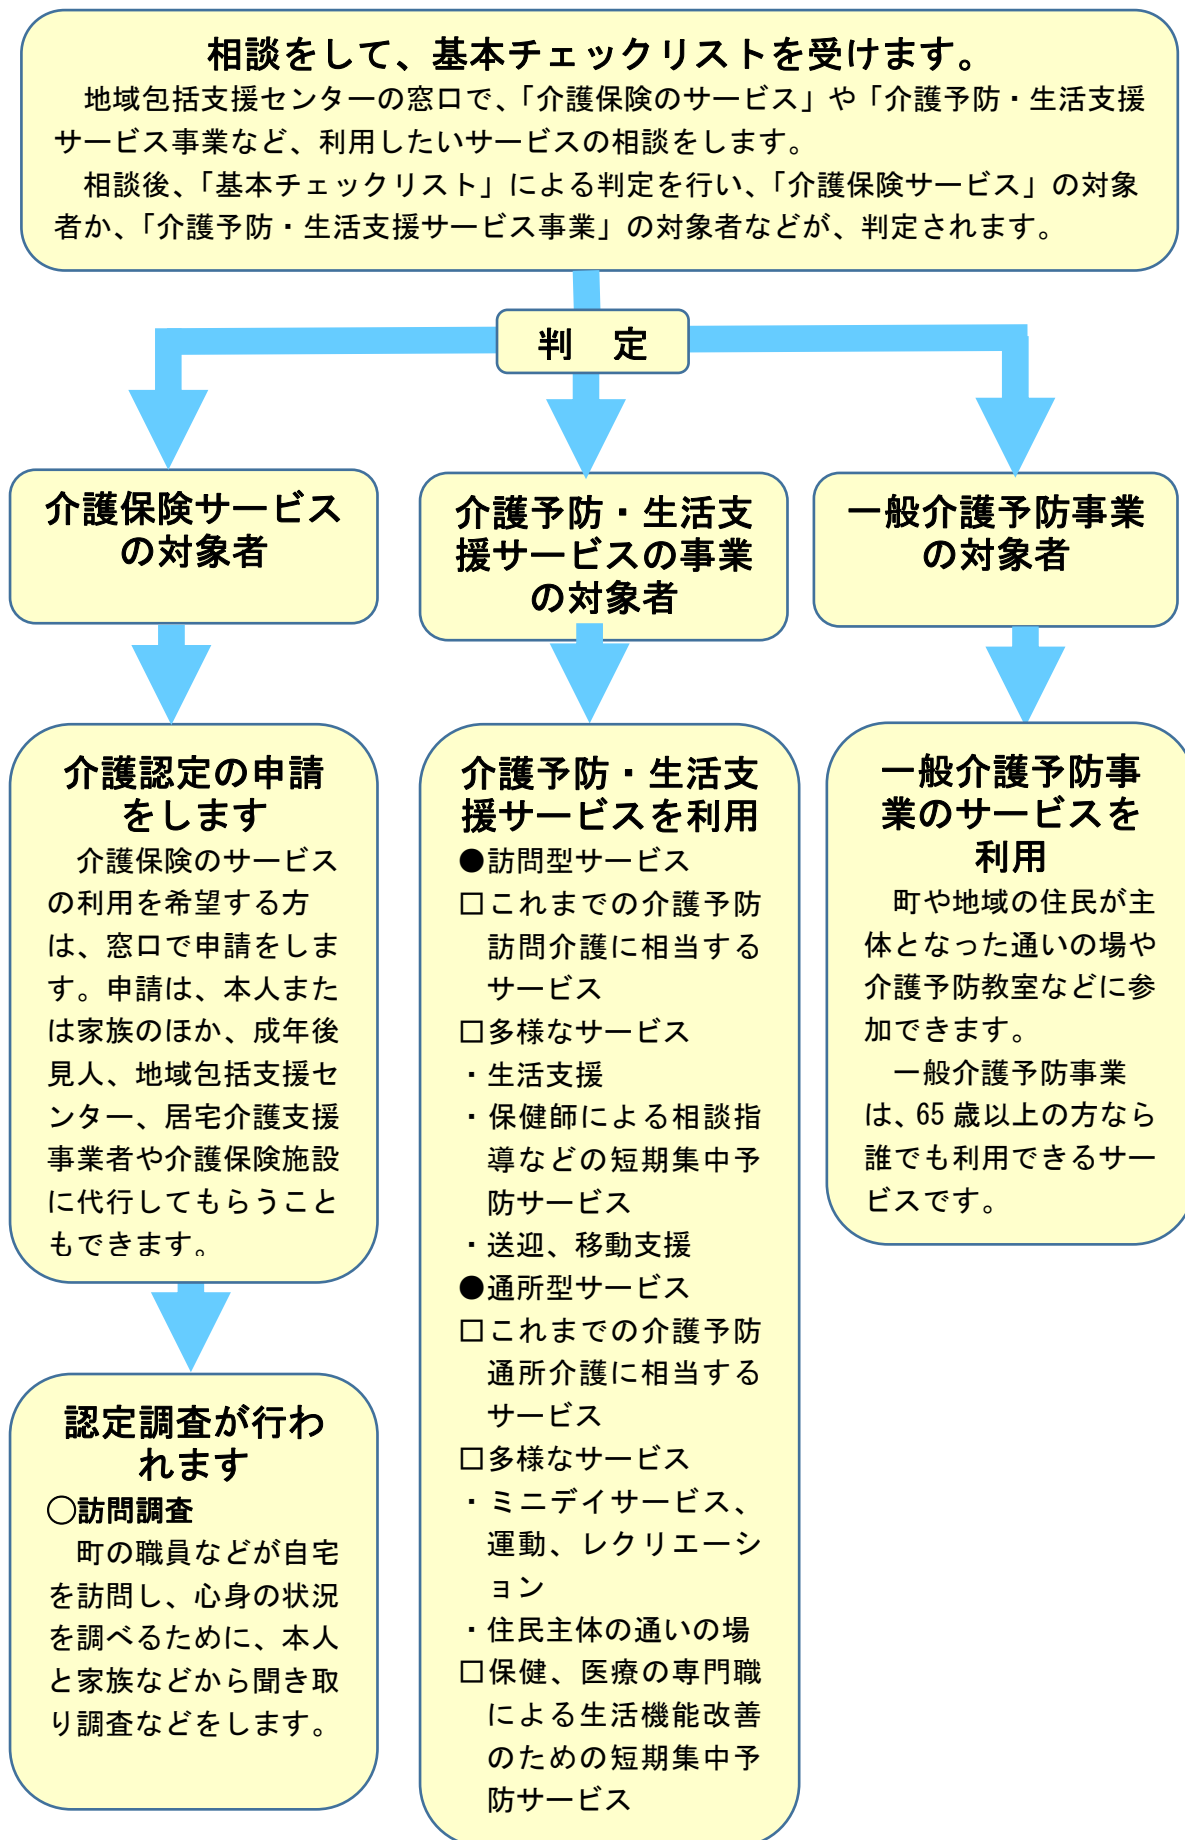 相談をして、基本チェックリストを受けます。
地域包括支援センターの窓口で、「介護保険のサービス」や「介護予防・生活支援
サービス事業など、利用したいサービスの相談をします。
相談後、「基本チェックリスト」による判定を行い、「介護保険サービス」の対象
者か、「介護予防・生活支援サービス事業」の対象者などが、判定されます。
判　定
介護保険サービス
の対象者
介護予防・生活支
援サービスの事業
の対象者
一般介護予防事業
の対象者
介護認定の申請
をします
介護保険のサービス
の利用を希望する方
は、窓口で申請をしま
す。申請は、本人また
は家族のほか、成年後
見人、地域包括支援セ
ンター、居宅介護支援
事業者や介護保険施設
に代行してもらうこと
もできます。
認定調査が行わ
れます
◯訪問調査
町の職員などが自宅
を訪問し、心身の状況
を調べるために、本人
と家族などから聞き取
り調査などをします。
介護予防・生活支
援サービスを利用
●訪問型サービス
□これまでの介護予防
訪問介護に相当する
サービス
□多様なサービス
・生活支援
・保健師による相談指
導などの短期集中予
防サービス
・送迎、移動支援
●通所型サービス
□これまでの介護予防
通所介護に相当する
サービス
□多様なサービス
・ミニデイサービス、
運動、レクリエーシ
ョン
・住民主体の通いの場
□保健、医療の専門職
による生活機能改善
のための短期集中予
防サービス
一般介護予防事
業のサービスを
利用
町や地域の住民が主
体となった通いの場や
介護予防教室などに参
加できます。
一般介護予防事業
は、65 歳以上の方なら
誰でも利用できるサー
ビスです。